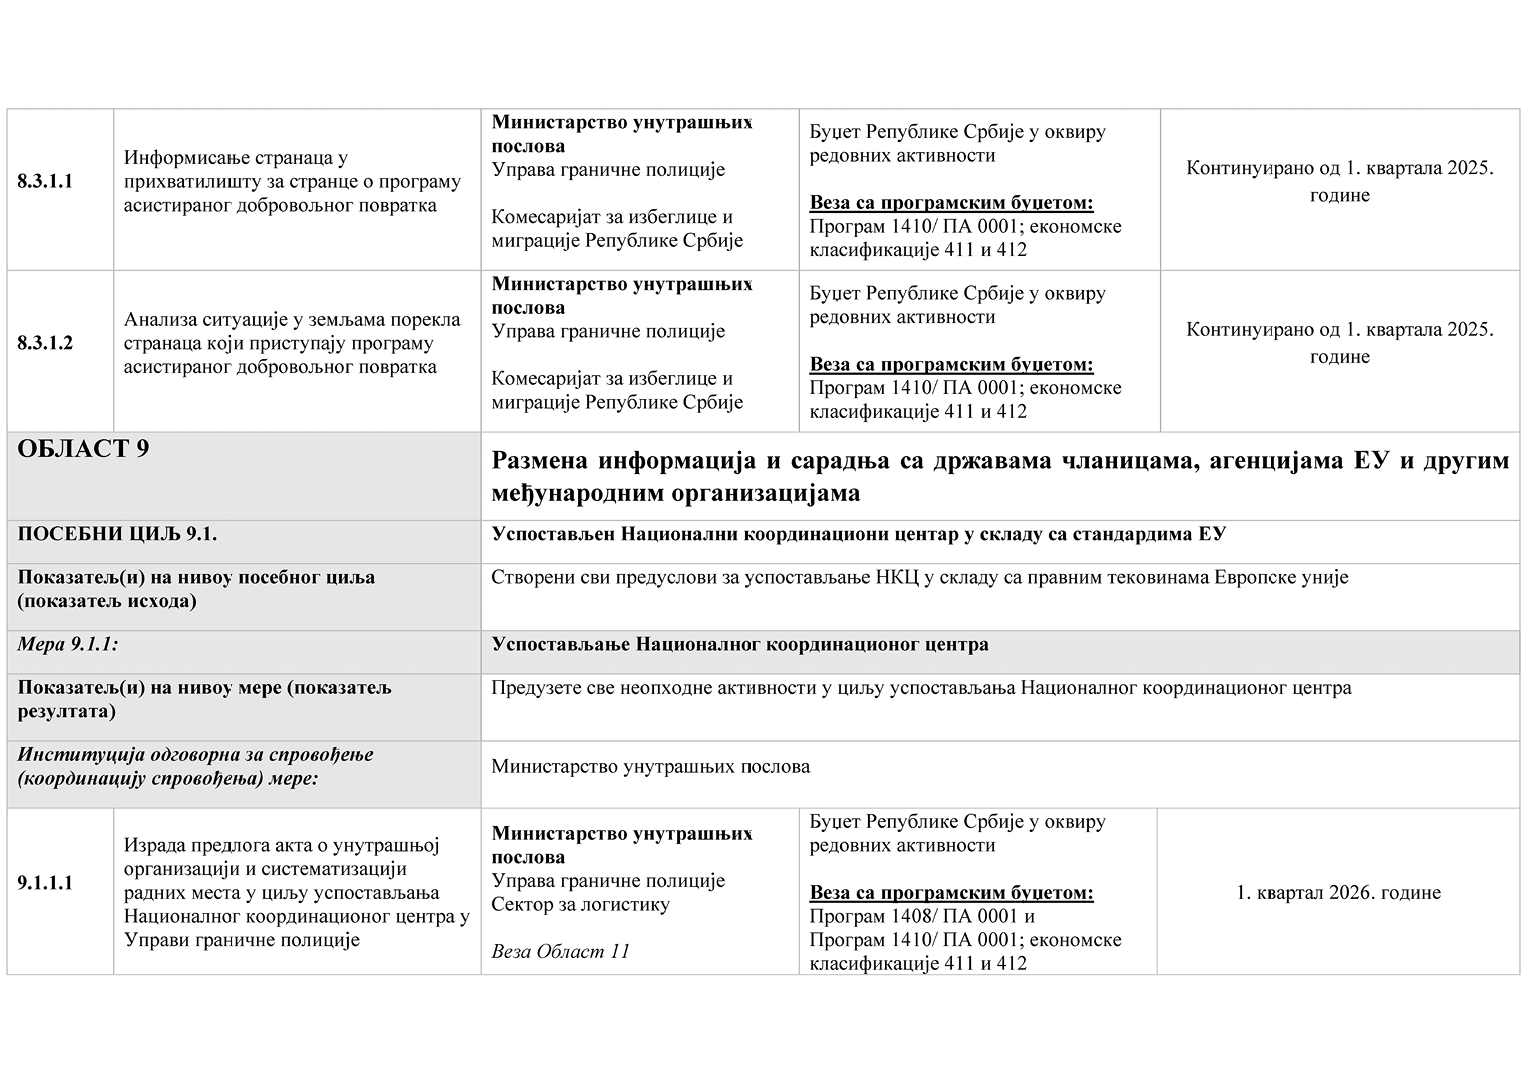 8.3.1.1
Информисање странаца у
прихватилишту за странце о програму
асистираног добровољног повратка
Министарство унутрашњих
послова
Управа граничне полиције
Комесаријат за избеглице и
миграције Републике Србије
Буџет Републике Србије у оквиру
редовних активности
Веза са програмским буџетом:
Програм 1410/ ПА 0001; економске
класификације 411 и 412
Континуирано од 1. квартала 2025.
године
8.3.1.2
Анализа ситуације у земљама порекла
странаца који приступају програму
асистираног добровољног повратка
Министарство унутрашњих
послова
Управа граничне полиције
Комесаријат за избеглице и
миграције Републике Србије
Буџет Републике Србије у оквиру
редовних активности
Веза са програмским буџетом:
Програм 1410/ ПА 0001; економске
класификације 411 и 412
Континуирано од 1. квартала 2025.
године
ОБЛАСТ 9
Размена информација и сарадња са државама чланицама, агенцијама ЕУ и другим
међународним организацијама
ПОСЕБНИ ЦИЉ 9.1.
Успостављен Национални координациони центар у складу са стандардима ЕУ
Показатељ(и) на нивоу посебног циља
(показатељ исхода)
Створени сви предуслови за успостављање НКЦ у складу са правним тековинама Европске уније
Мера 9.1.1:
Успостављање Националног координационог центра
Показатељ(и) на нивоу мере (показатељ
резултата)
Предузете све неопходне активности у циљу успостављања Националног координационог центра
Институција одговорна за спровођење
(координацију спровођења) мере:
Министарство унутрашњих послова
9.1.1.1
Израда предлога акта о унутрашњој
организацији и систематизацији
радних места у циљу успостављања
Националног координационог центра у
Управи граничне полиције
Министарство унутрашњих
послова
Управа граничне полиције
Сектор за логистику
Веза Област 11
Буџет Републике Србије у оквиру
редовних активности
Веза са програмским буџетом:
Програм 1408/ ПА 0001 и
Програм 1410/ ПА 0001; економске
класификације 411 и 412
1. квартал 2026. године